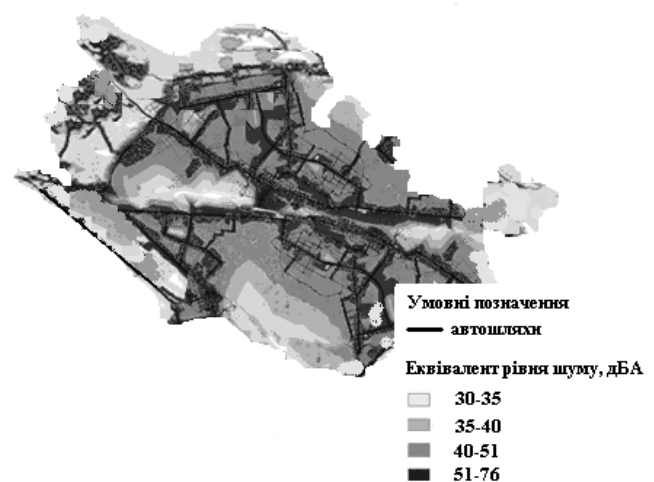 Умовні позначення
автошляхи
Еквівалент рівня шуму, дБА
30-35
35-40
40-51
51-76